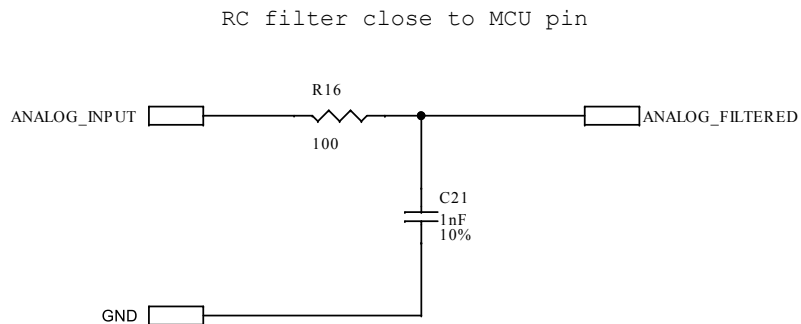 RC filter close to MCU pin
R16
ANALOG_INPUT
ANALOG_FILTERED
100
C21
1nF
10%
GND